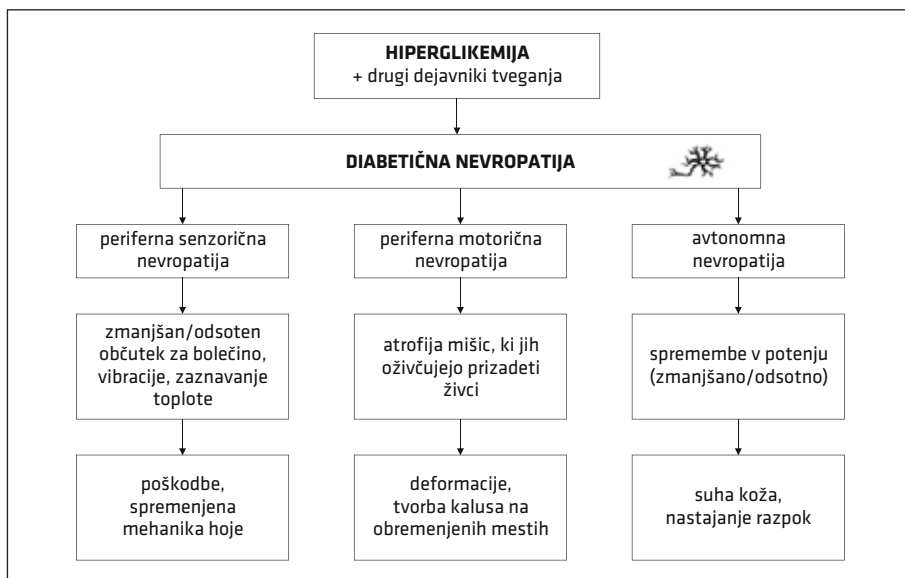 HIPERGLIKEMIJA
+ drugi dejavniki tveganja
DIABETIČNA NEVROPATIJA
periferna senzorična
nevropatija
periferna motorična
nevropatija
avtonomna
nevropatija
zmanjšan/odsoten
občutek za bolečino,
vibracije, zaznavanje
toplote
atrofija mišic, ki jih
oživčujejo prizadeti
živci
spremembe v potenju
(zmanjšano/odsotno)
poškodbe,
spremenjena
mehanika hoje
deformacije,
tvorba kalusa na
obremenjenih mestih
suha koža,
nastajanje razpok